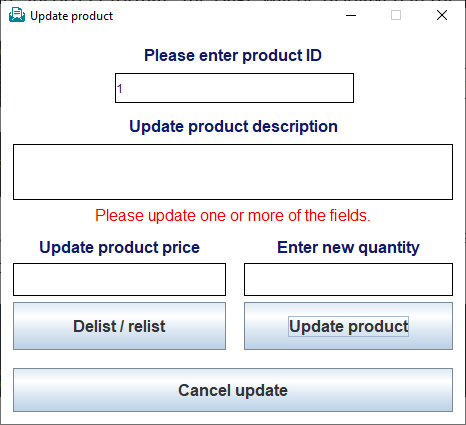 Update product
Please enter product ID
1
Update product description
Please update one or more of the fields.
Update product price
Enter new quantity
Delist / relist
Update product
Cancel update